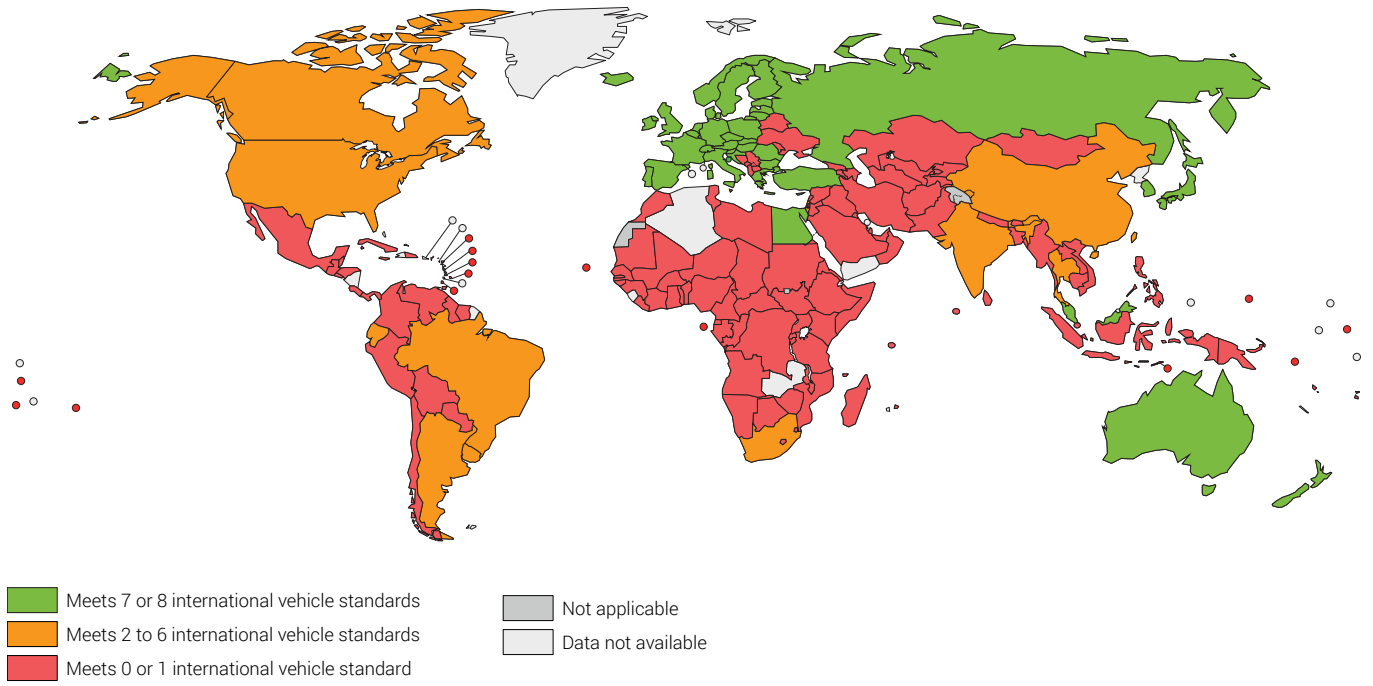 Meets 7 or 8 international vehicle standards
Meets 2 to 6 international vehicle standards
Meets 0 or 1 international vehicle standard
Not applicable
Data not available